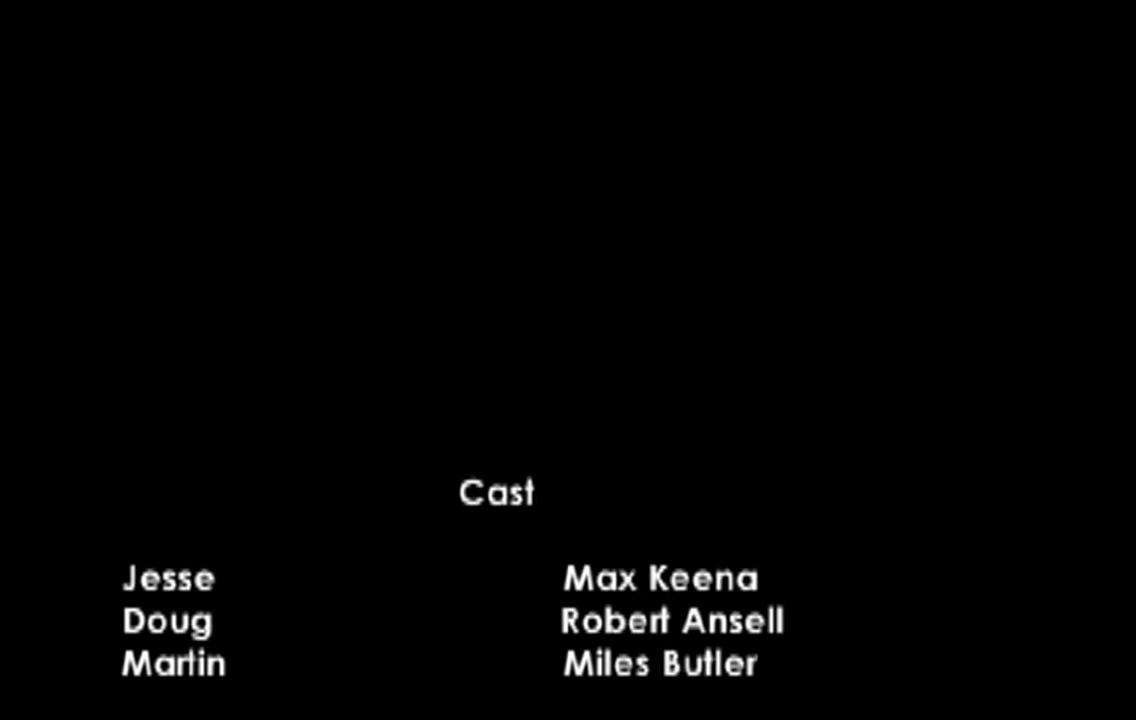 Cast
Jesse Max Keena
Doug Robert Ansell
Martin Miles Butler